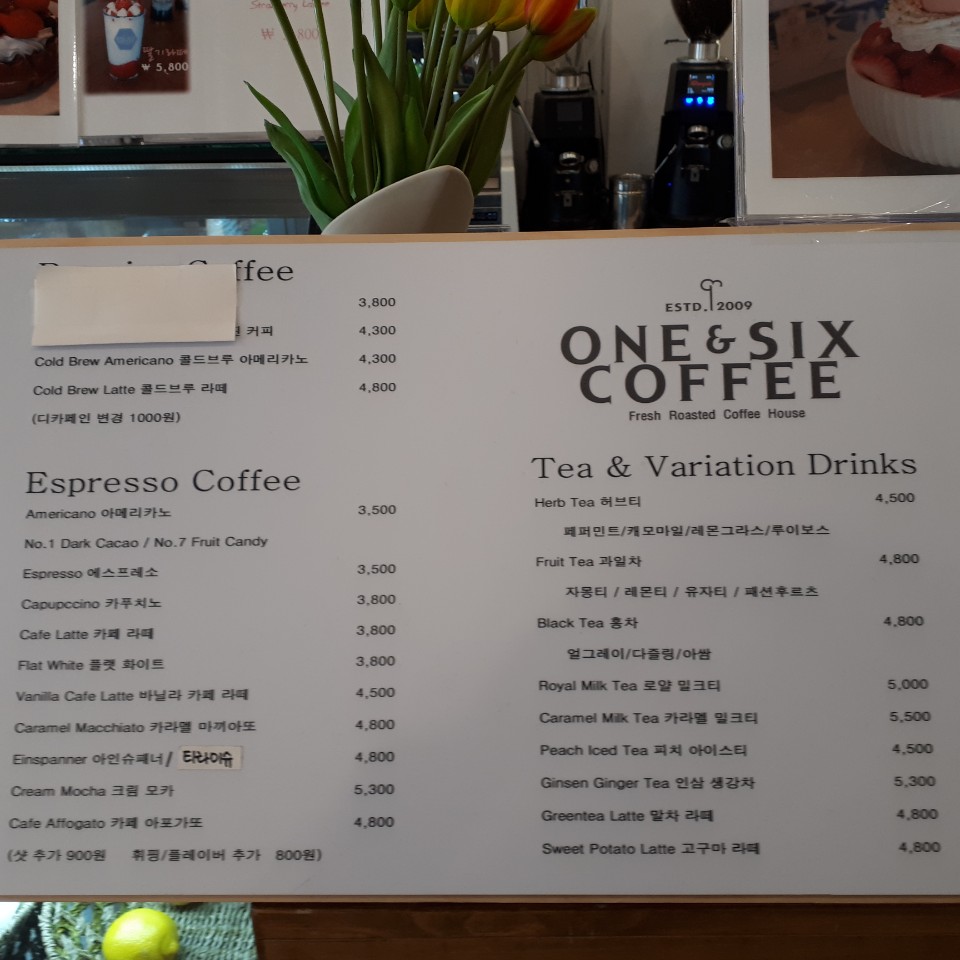 Strawberry Latte
₩ 5,800
Coffee
3,800
커피 4,300
Cold Brew Americano 콜드브루 아메리카노 4,300
Cold Brew Latte 콜드브루 라떼 4,800
(디카페인 변경 1000원)
Espresso Coffee
Americano 아메리카노 3,500
No.1 Dark Cacao / No.7 Fruit Candy
Espresso 에스프레소 3,500
Capupccino 카푸치노 3,800
Cafe Latte 카페 라떼 3,800
Flat White 플랫 화이트 3,800
Vanilla Cafe Latte 바닐라 카페 라떼 4,500
Caramel Macchiato 카라멜 마끼아또 4,800
Einspanner 아인슈패너/ 티라미슈 4,800
Cream Mocha 크림 모카 5,300
Cafe Affogato 카페 아포가또 4,800
(샷 추가 900원 휘핑/플레이버 추가 800원)
ESTD. 2009
ONE & SIX
COFFEE
Fresh Roasted Coffee House
Tea & Variation Drinks
Herb Tea 허브티 4,500
페퍼민트/캐모마일/레몬그라스/루이보스
Fruit Tea 과일차 4,800
자몽티 / 레몬티 / 유자티 / 패션후르츠
Black Tea 홍차 4,800
얼그레이/다즐링/아쌈
Royal Milk Tea 로얄 밀크티 5,000
Caramel Milk Tea 카라멜 밀크티 5,500
Peach Iced Tea 피치 아이스티 4,500
Ginsen Ginger Tea 인삼 생강차 5,300
Greentea Latte 말차 라떼 4,800
Sweet Potato Latte 고구마 라떼 4,800